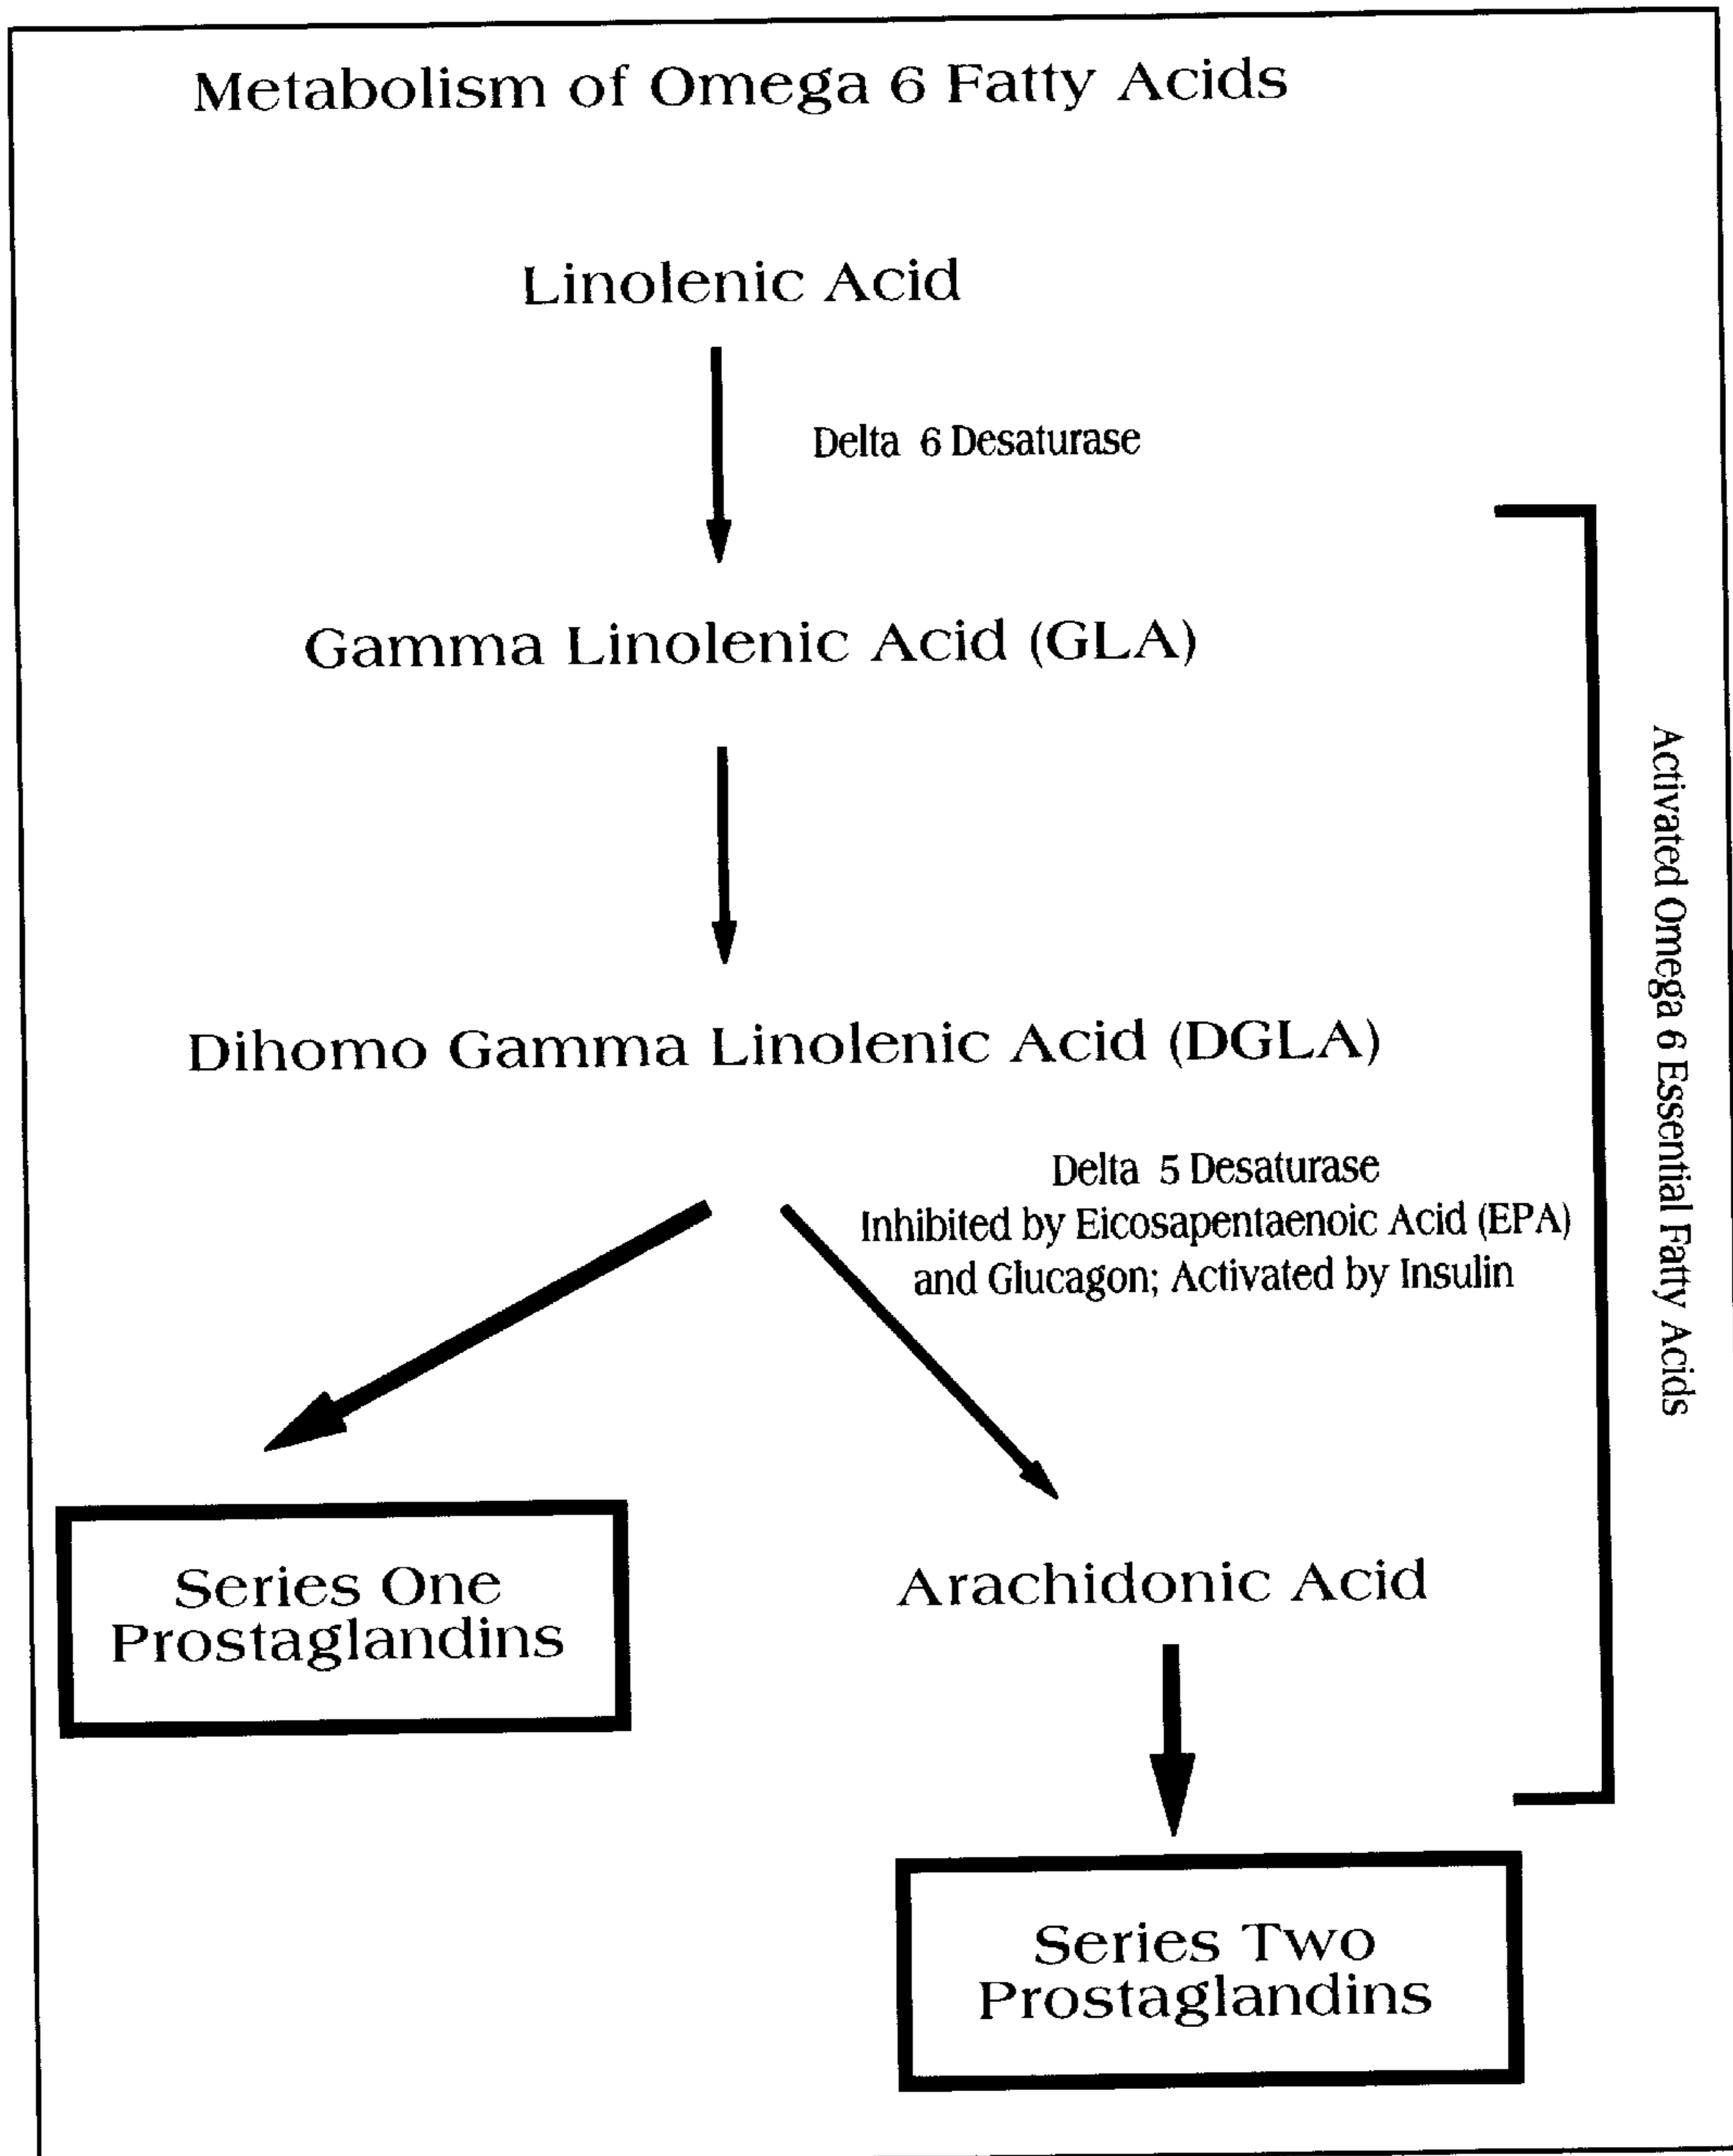 Metabolism of Omega 6 Fatty Acids
Linolenic Acid
Delta 6 Desaturase
Gamma Linolenic Acid (GLA)
Dihomo Gamma Linolenic Acid (DGLA)
Delta 5 Desaturase
Inhibited by Eicosapentaenoic Acid (EPA)
and Glucagon; Activated by Insulin
Activated Omega 6 Essential Fatty Acids
Series One
Prostaglandins
Arachidonic Acid
Series Two
Prostaglandins